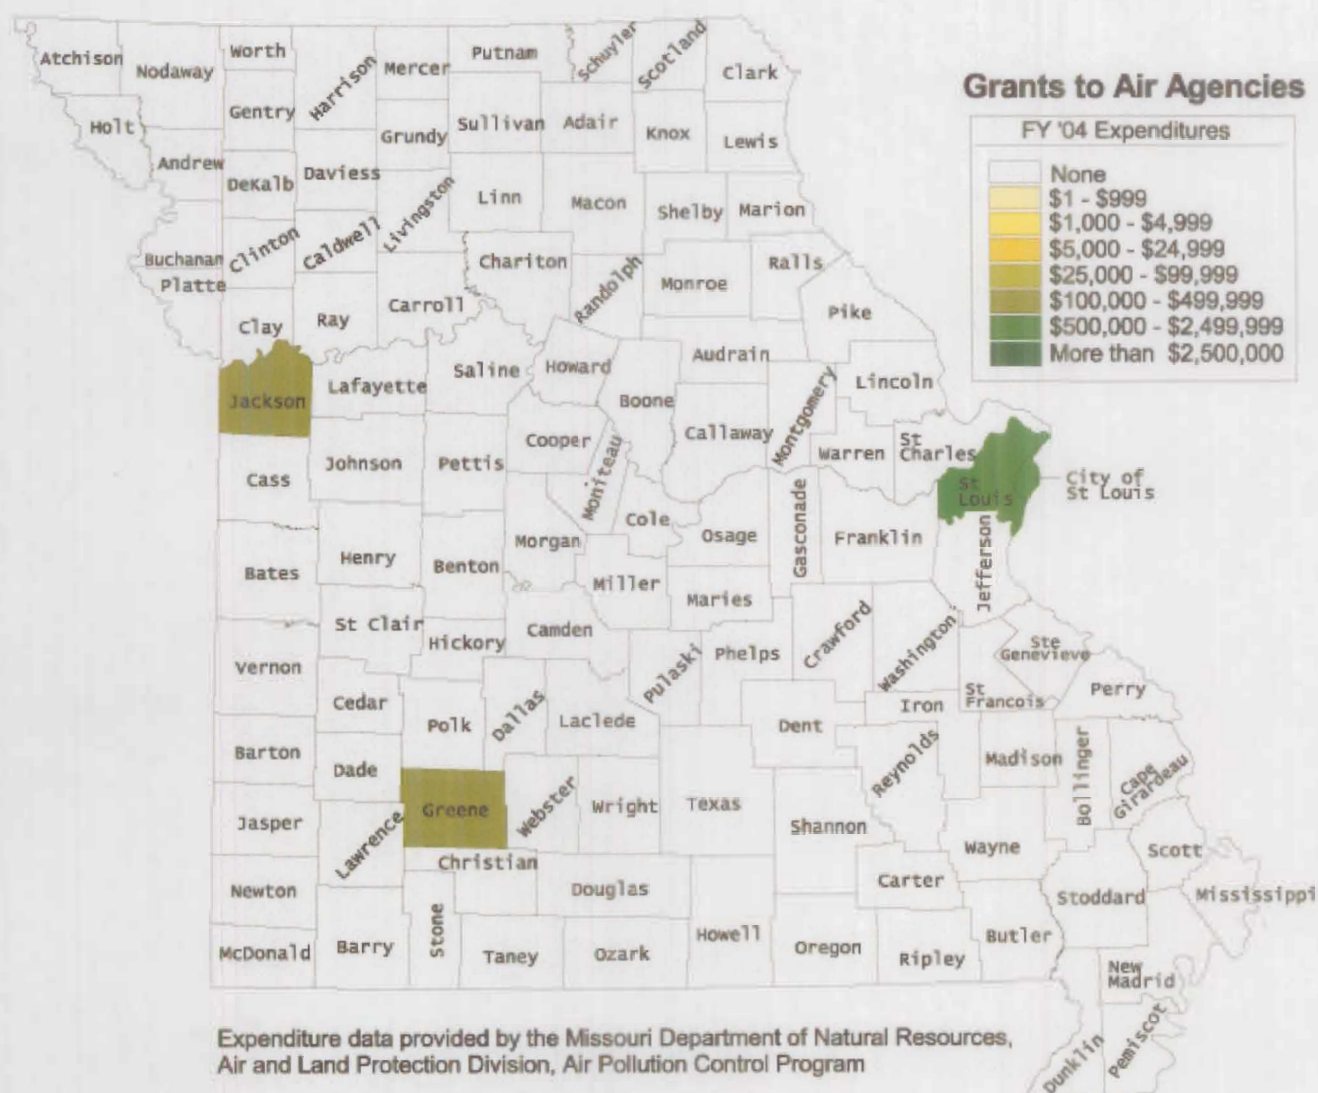 Grants to Air Agencies
FY '04 Expenditures
None
$1 - $999
$1,000 - $4,999
$5,000 - $24,999
$25,000 - $99,999
$100,000 - $499,999
$500,000 - $2,499,999
More than $2,500,000
Atchison
Nodaway
Worth
Harrison
Mercer
Putnam
Schuyler
Scotland
Clark
Holt
Gentry
Grundy
Sullivan
Adair
Knox
Lewis
Andrew
DeKalb
Daviess
Livingston
Linn
Macon
Shelby
Marion
Buchanan
Clinton
Caldwell
Chariton
Randolph
Monroe
Ralls
Platte
Clay
Ray
Carroll
Pike
Jackson
Lafayette
Saline
Howard
Boone
Audrain
Montgomery
Lincoln
Callaway
Cooper
Moniteau
Warren
St
Charles
Cass
Johnson
Pettis
St
Louis
City of
St Louis
Cole
Osage
Gasconade
Franklin
Jefferson
Morgan
Bates
Henry
Benton
Miller
Maries
St Clair
Hickory
Camden
Pulaski
Phelps
Crawford
Washington
Ste
Genevieve
Vernon
Cedar
Polk
Dallas
Laclede
Dent
Iron
St
Francois
Perry
Barton
Dade
Reynolds
Madison
Bollinger
Cape
Girardeau
Jasper
Lawrence
Greene
Webster
Wright
Texas
Shannon
Wayne
Scott
Christian
Newton
Douglas
Carter
Stoddard
Mississippi
McDonald
Barry
Stone
Taney
Ozark
Howell
Oregon
Ripley
Butler
New
Madrid
Dunklin
Pemiscot
Expenditure data provided by the Missouri Department of Natural Resources,
Air and Land Protection Division, Air Pollution Control Program